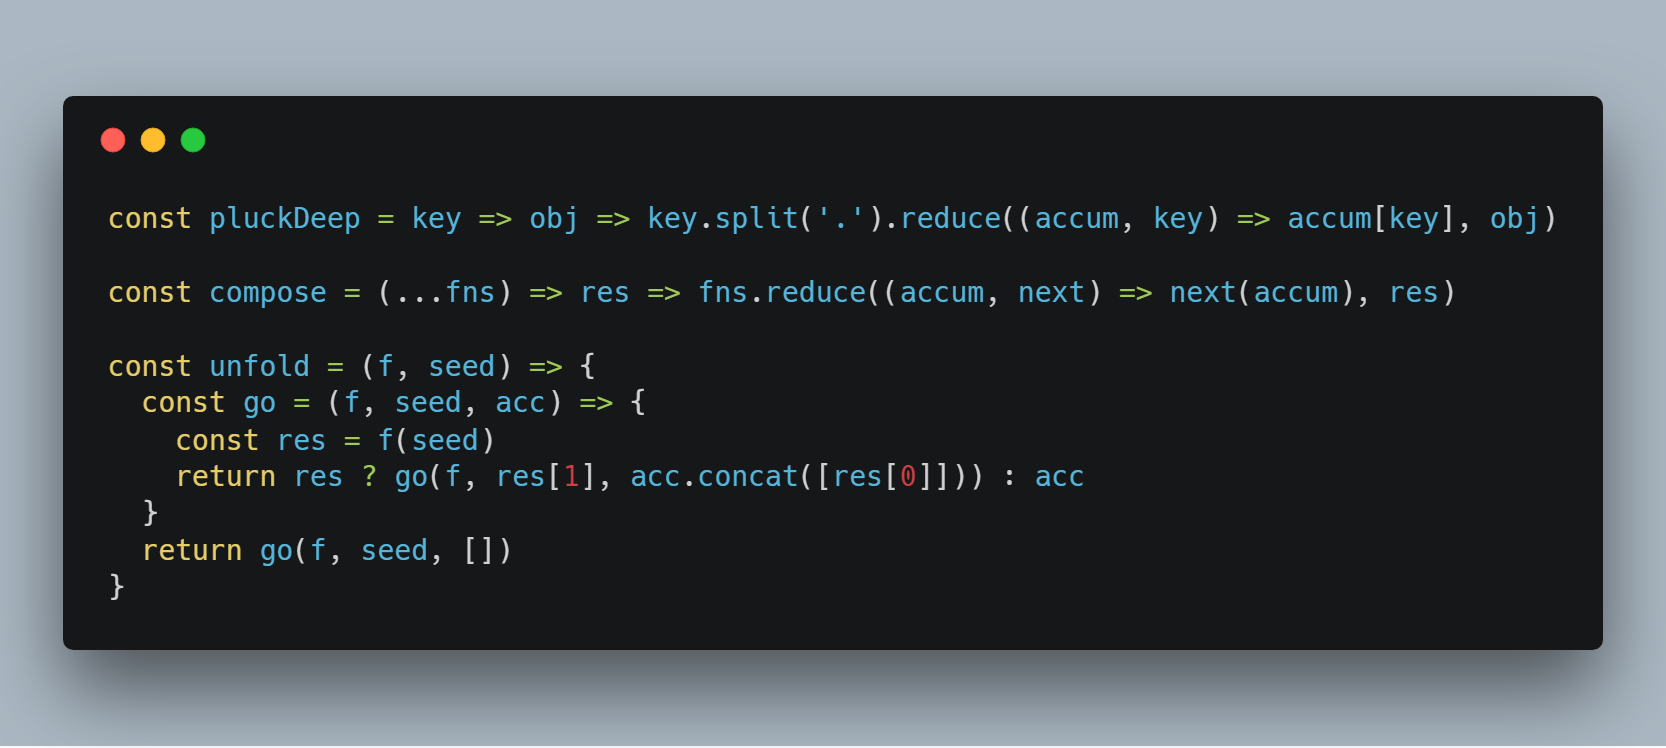 const pluckDeep = key => obj => key.split('.').reduce((accum, key) => accum[key], obj)
const compose = (...fns) => res => fns.reduce((accum, next) => next(accum), res)
const unfold = (f, seed) => {
  const go = (f, seed, acc) => {
    const res = f(seed)
    return res ? go(f, res[1], acc.concat([res[0]])) : acc
  }
  return go(f, seed, [])
}